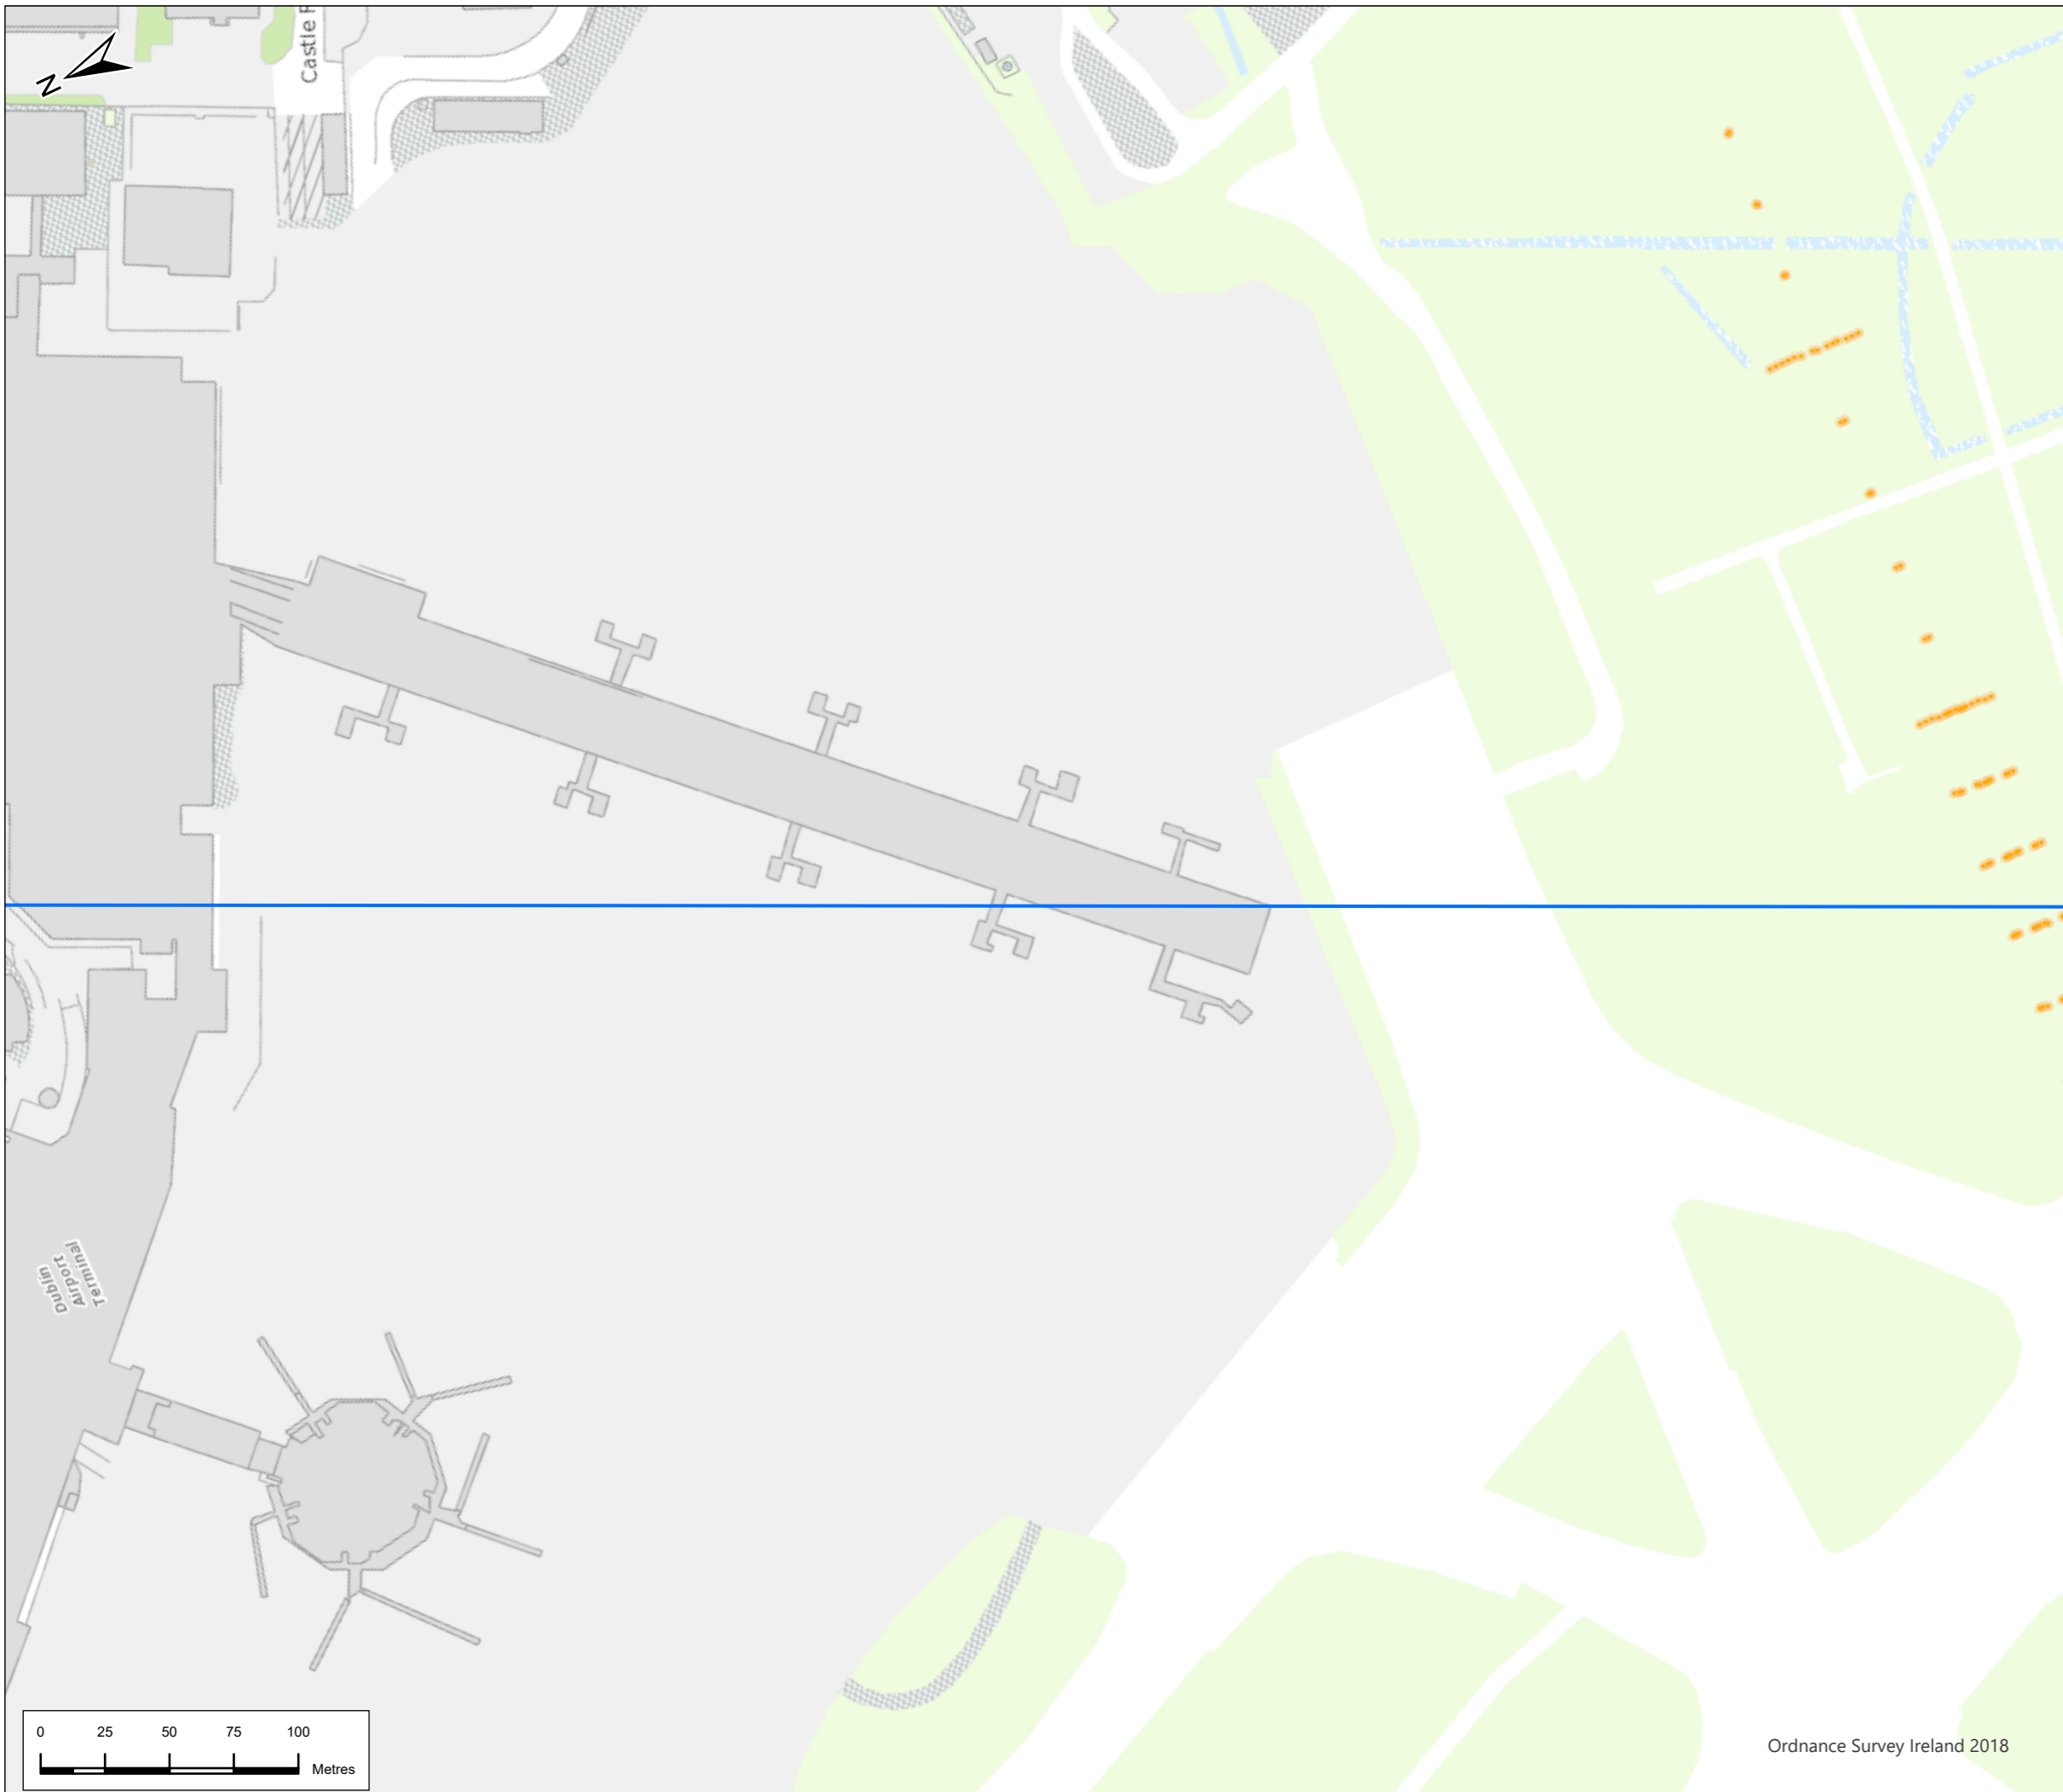 Castle
N
Dublin
Airport
Terminal
0 25 50 75 100
Metres
Ordnance Survey Ireland 2018